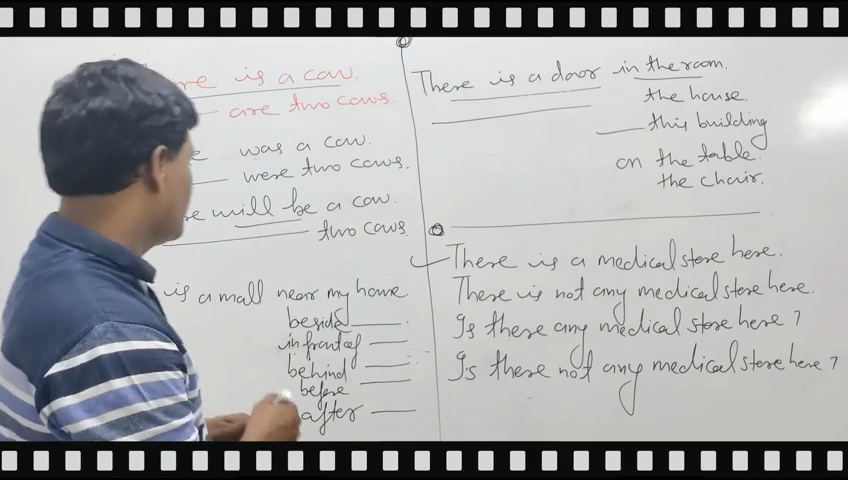 is a cow.
are two cows.
was a cow.
were two cows.
will be a cow.
two cows.
is a mall near my home.
beside
in front of
behind
before
after
There is a door in the room.
the house.
this building
on the table.
the chair.
There is a medical store here.
There is not any medical store here.
Is there any medical store here?
Is there not any medical store here?